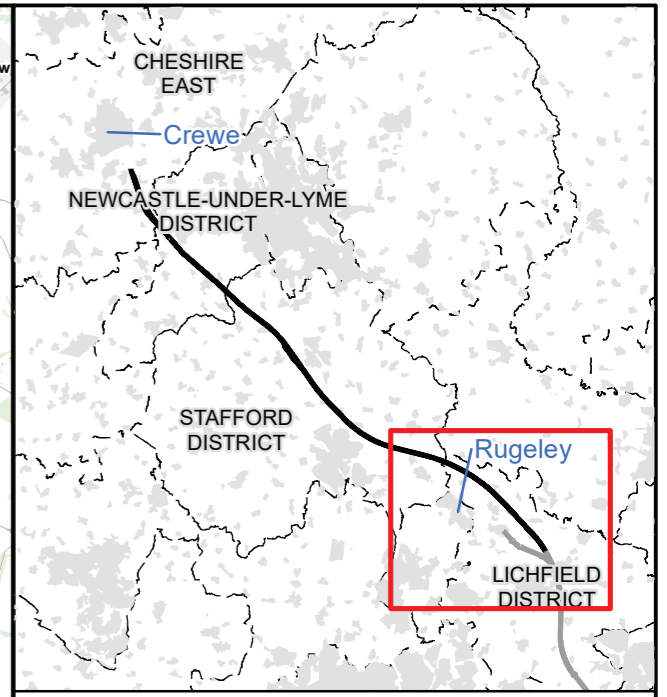 CHESHIRE
EAST
w
Crewe
NEWCASTLE-UNDER-LYME
DISTRICT
STAFFORD
DISTRICT
Rugeley
LICHFIELD
DISTRICT